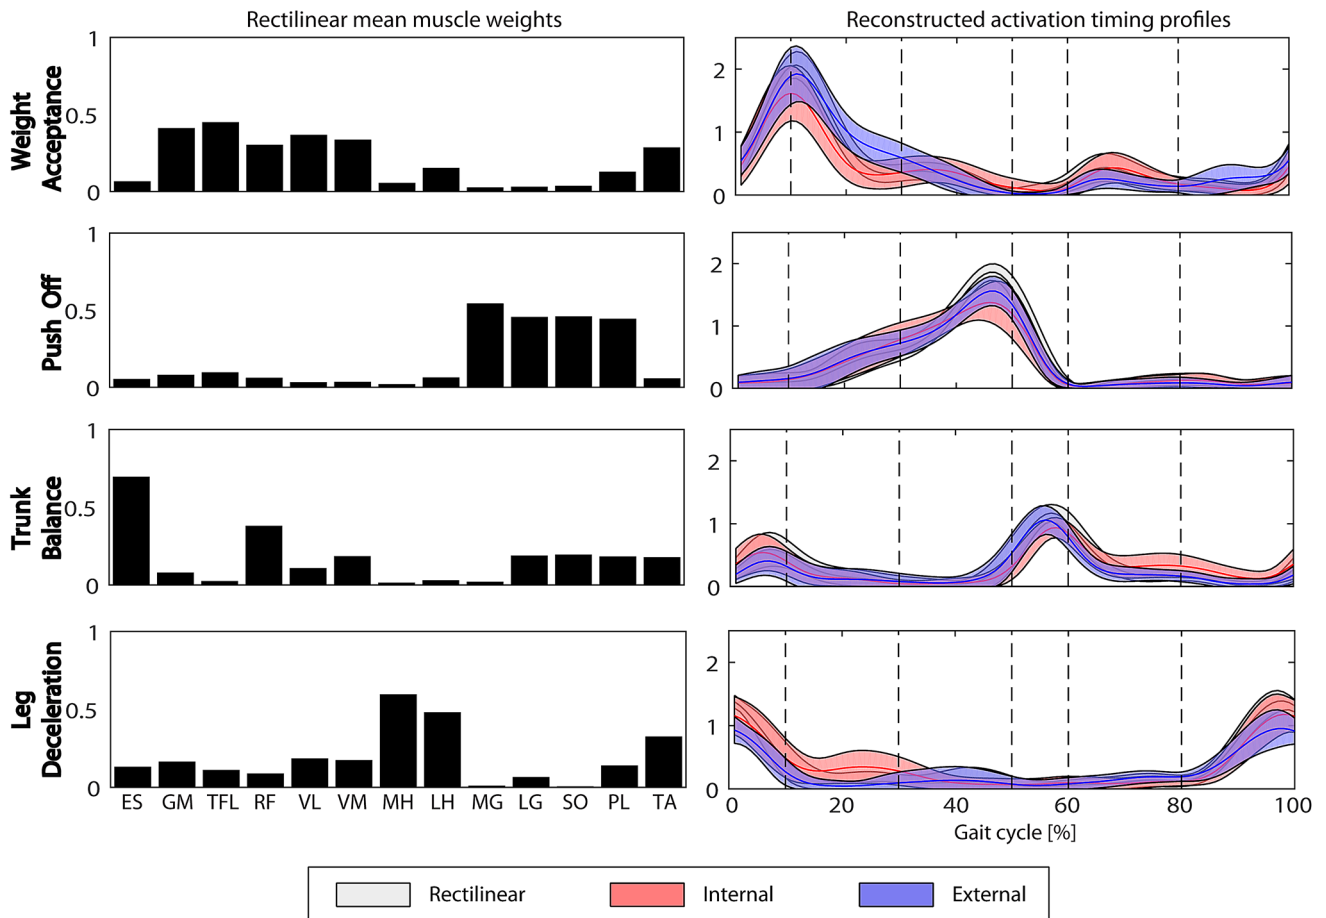 Rectilinear mean muscle weights
Reconstructed activation timing profiles
Weight
Acceptance
1
0.5
0
2
1
0
Push Off
1
0.5
0
2
1
0
Trunk
Balance
1
0.5
0
2
1
0
Leg
Deceleration
1
0.5
0
2
1
0
ES GM TFL RF VL VM MH LH MG LG SO PL TA
0 20 40 60 80 100
Gait cycle [%]
Rectilinear Internal External